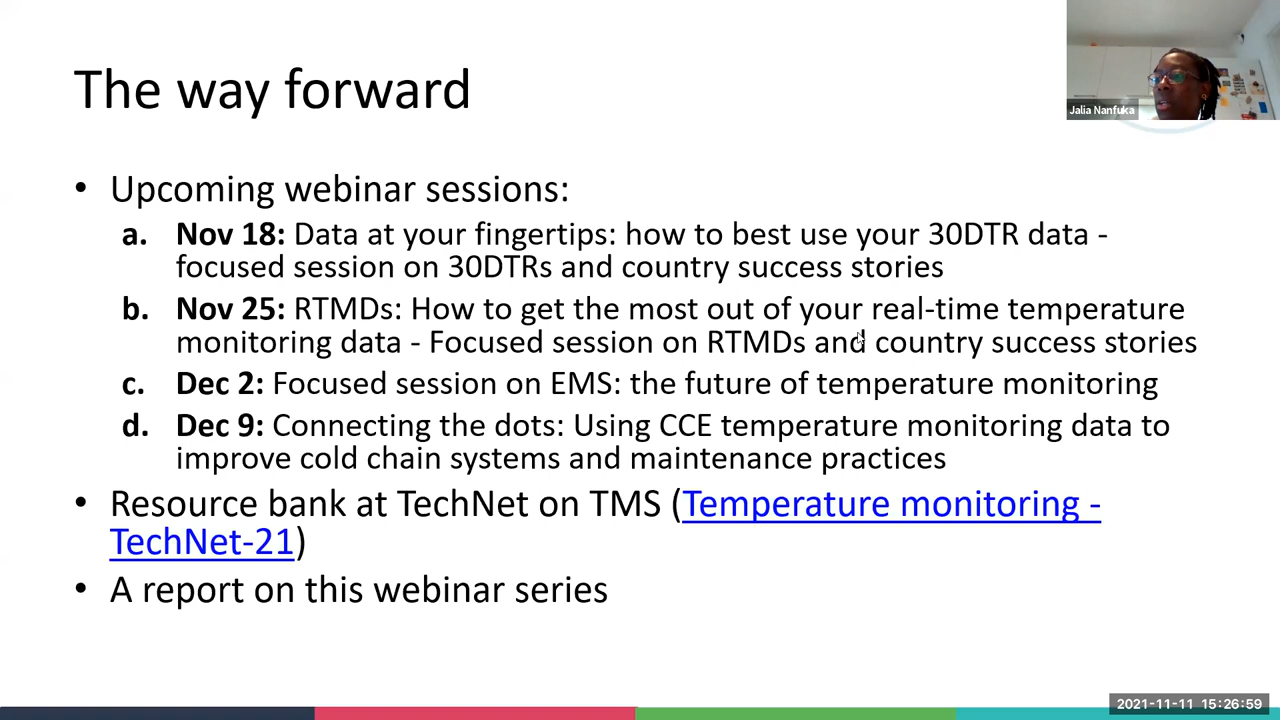 The way forward
Jalia Nanfuka
• Upcoming webinar sessions:
a. Nov 18: Data at your fingertips: how to best use your 30DTR data -
focused session on 30DTRs and country success stories
b. Nov 25: RTMDs: How to get the most out of your real-time temperature
monitoring data - Focused session on RTMDs and country success stories
c. Dec 2: Focused session on EMS: the future of temperature monitoring
d. Dec 9: Connecting the dots: Using CCE temperature monitoring data to
improve cold chain systems and maintenance practices
• Resource bank at TechNet on TMS (Temperature monitoring -
TechNet-21)
• A report on this webinar series
2021-11-11 15:26:59